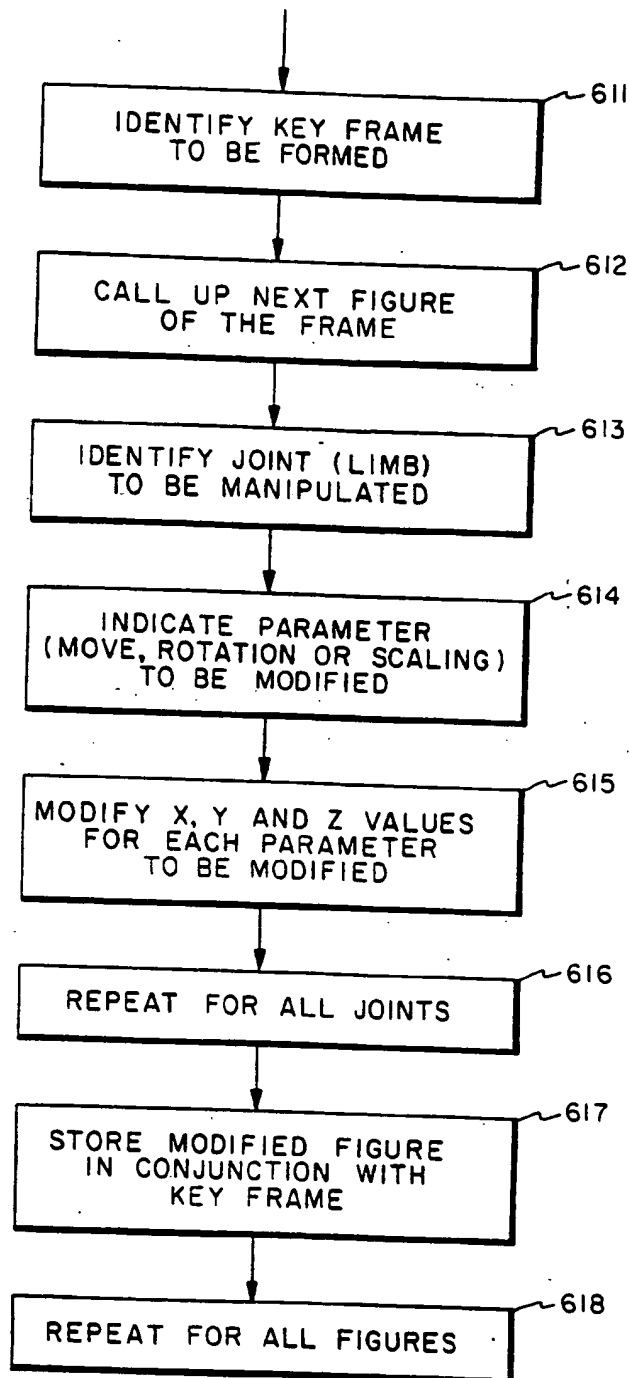 611
IDENTIFY KEY FRAME
TO BE FORMED
612
CALL UP NEXT FIGURE
OF THE FRAME
613
IDENTIFY JOINT (LIMB)
TO BE MANIPULATED
614
INDICATE PARAMETER
(MOVE, ROTATION OR SCALING)
TO BE MODIFIED
615
MODIFY X, Y AND Z VALUES
FOR EACH PARAMETER
TO BE MODIFIED
616
REPEAT FOR ALL JOINTS
617
STORE MODIFIED FIGURE
IN CONJUNCTION WITH
KEY FRAME
618
REPEAT FOR ALL FIGURES